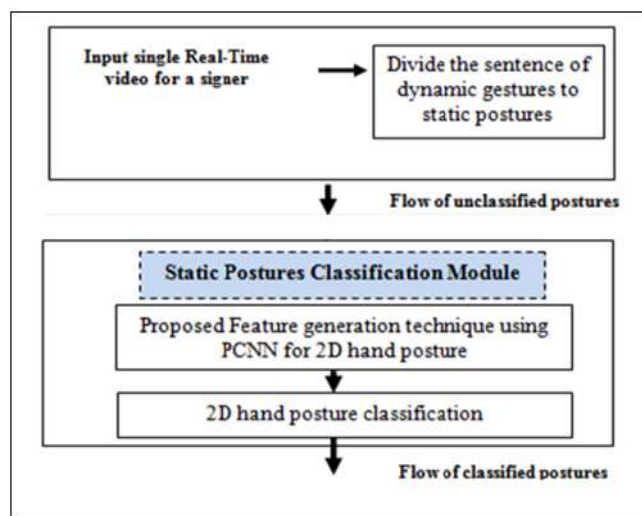 Input single Real-Time
video for a signer
Divide the sentence of
dynamic gestures to
static postures
Flow of unclassified postures
Static Postures Classification Module
Proposed Feature generation technique using
PCNN for 2D hand posture
2D hand posture classification
Flow of classified postures